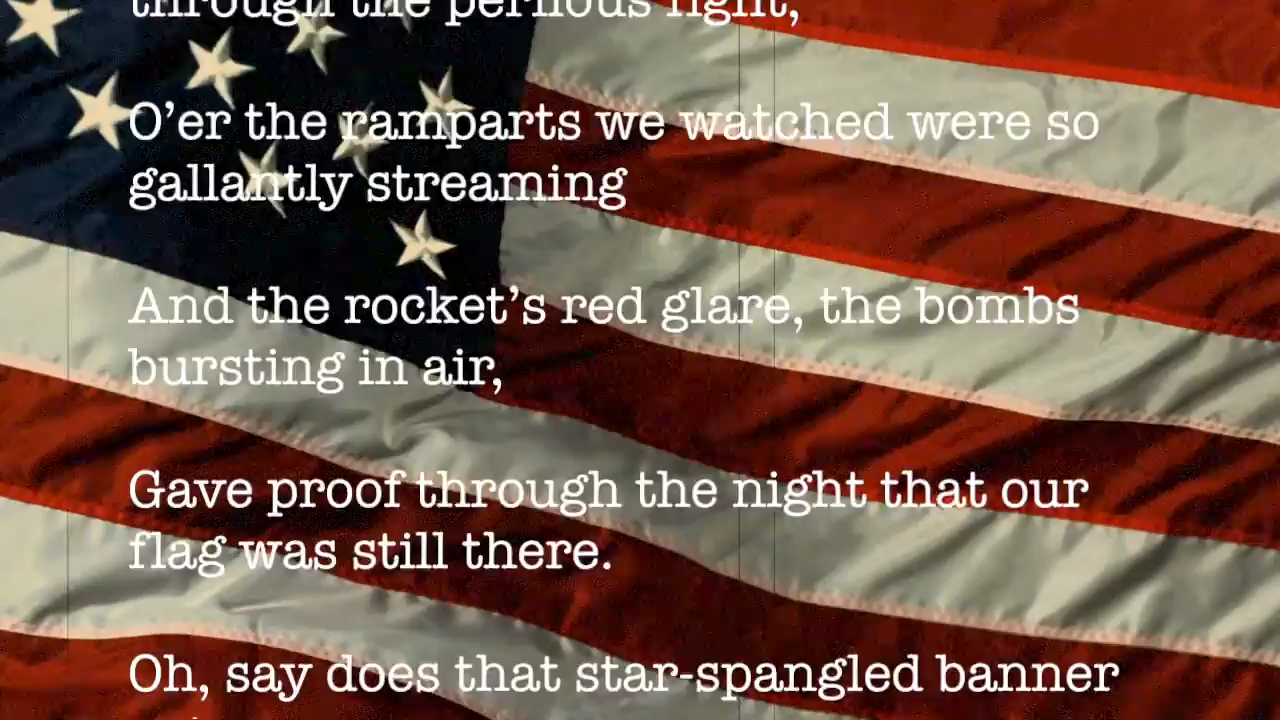 through the perilous fight,
O’er the ramparts we watched were so
gallantly streaming
And the rocket’s red glare, the bombs
bursting in air,
Gave proof through the night that our
flag was still there.
Oh, say does that star-spangled banner